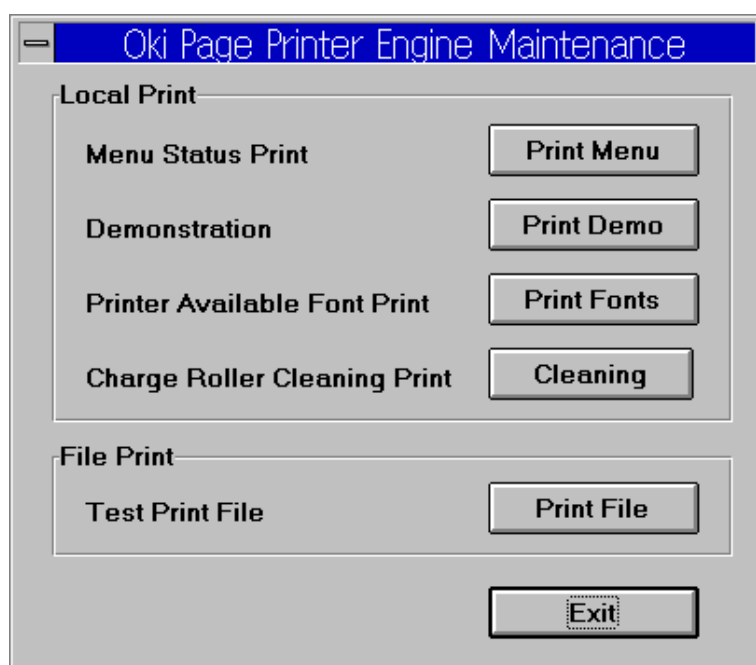 Oki Page Printer Engine Maintenance
Local Print
Menu Status Print Print Menu
Demonstration Print Demo
Printer Available Font Print Print Fonts
Charge Roller Cleaning Print Cleaning
File Print
Test Print File Print File
Exit